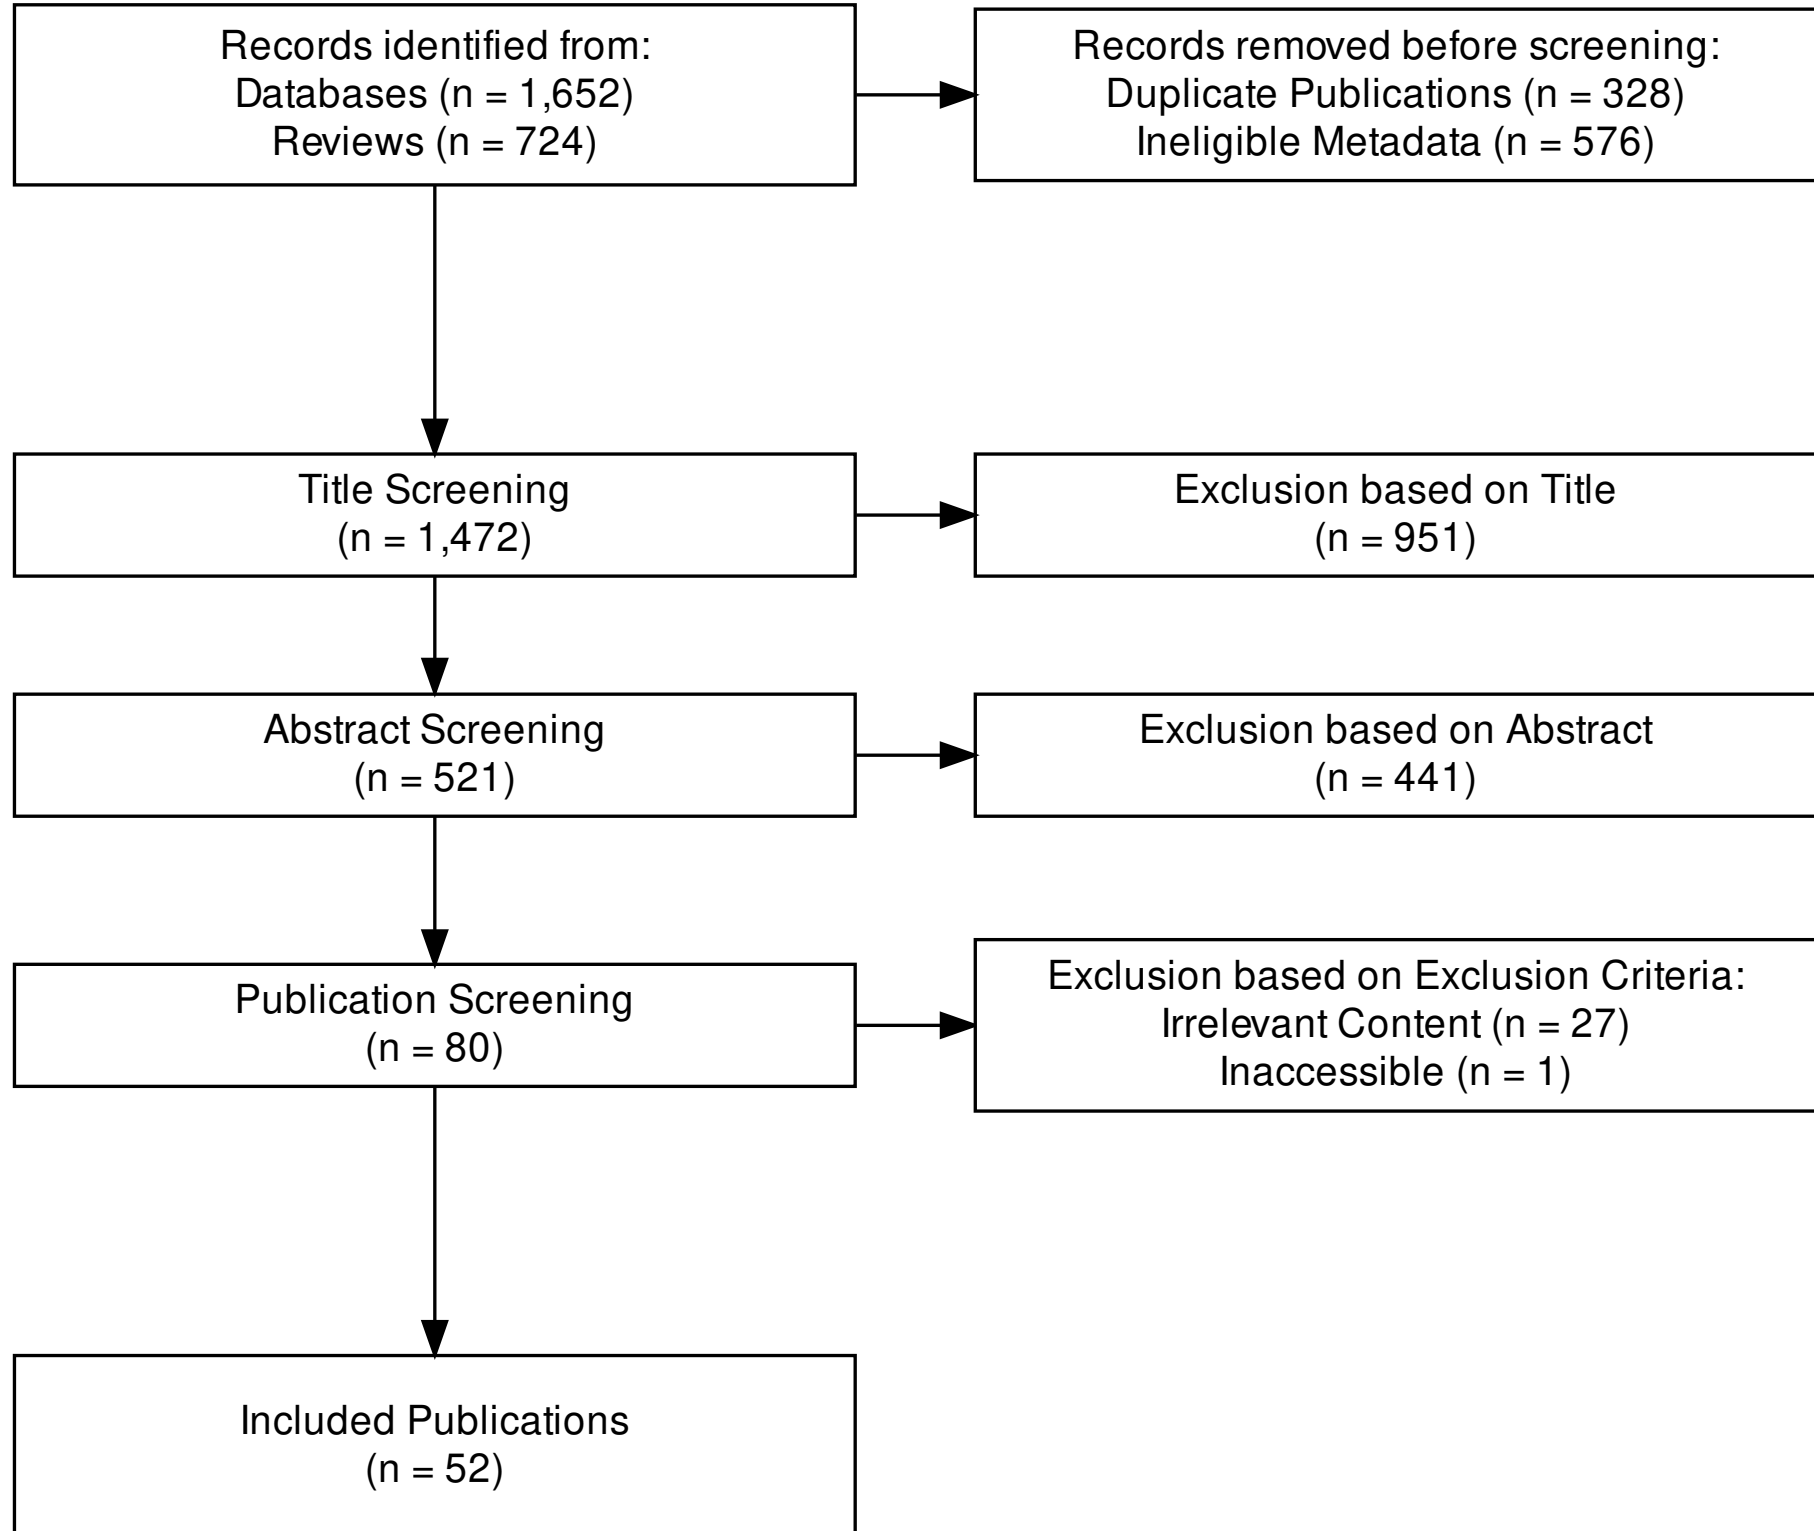 Records identified from:
Databases (n = 1,652)
Reviews (n = 724)
Records removed before screening:
Duplicate Publications (n = 328)
Ineligible Metadata (n = 576)
Title Screening
(n = 1,472)
Exclusion based on Title
(n = 951)
Abstract Screening
(n = 521)
Exclusion based on Abstract
(n = 441)
Publication Screening
(n = 80)
Exclusion based on Exclusion Criteria:
Irrelevant Content (n = 27)
Inaccessible (n = 1)
Included Publications
(n = 52)